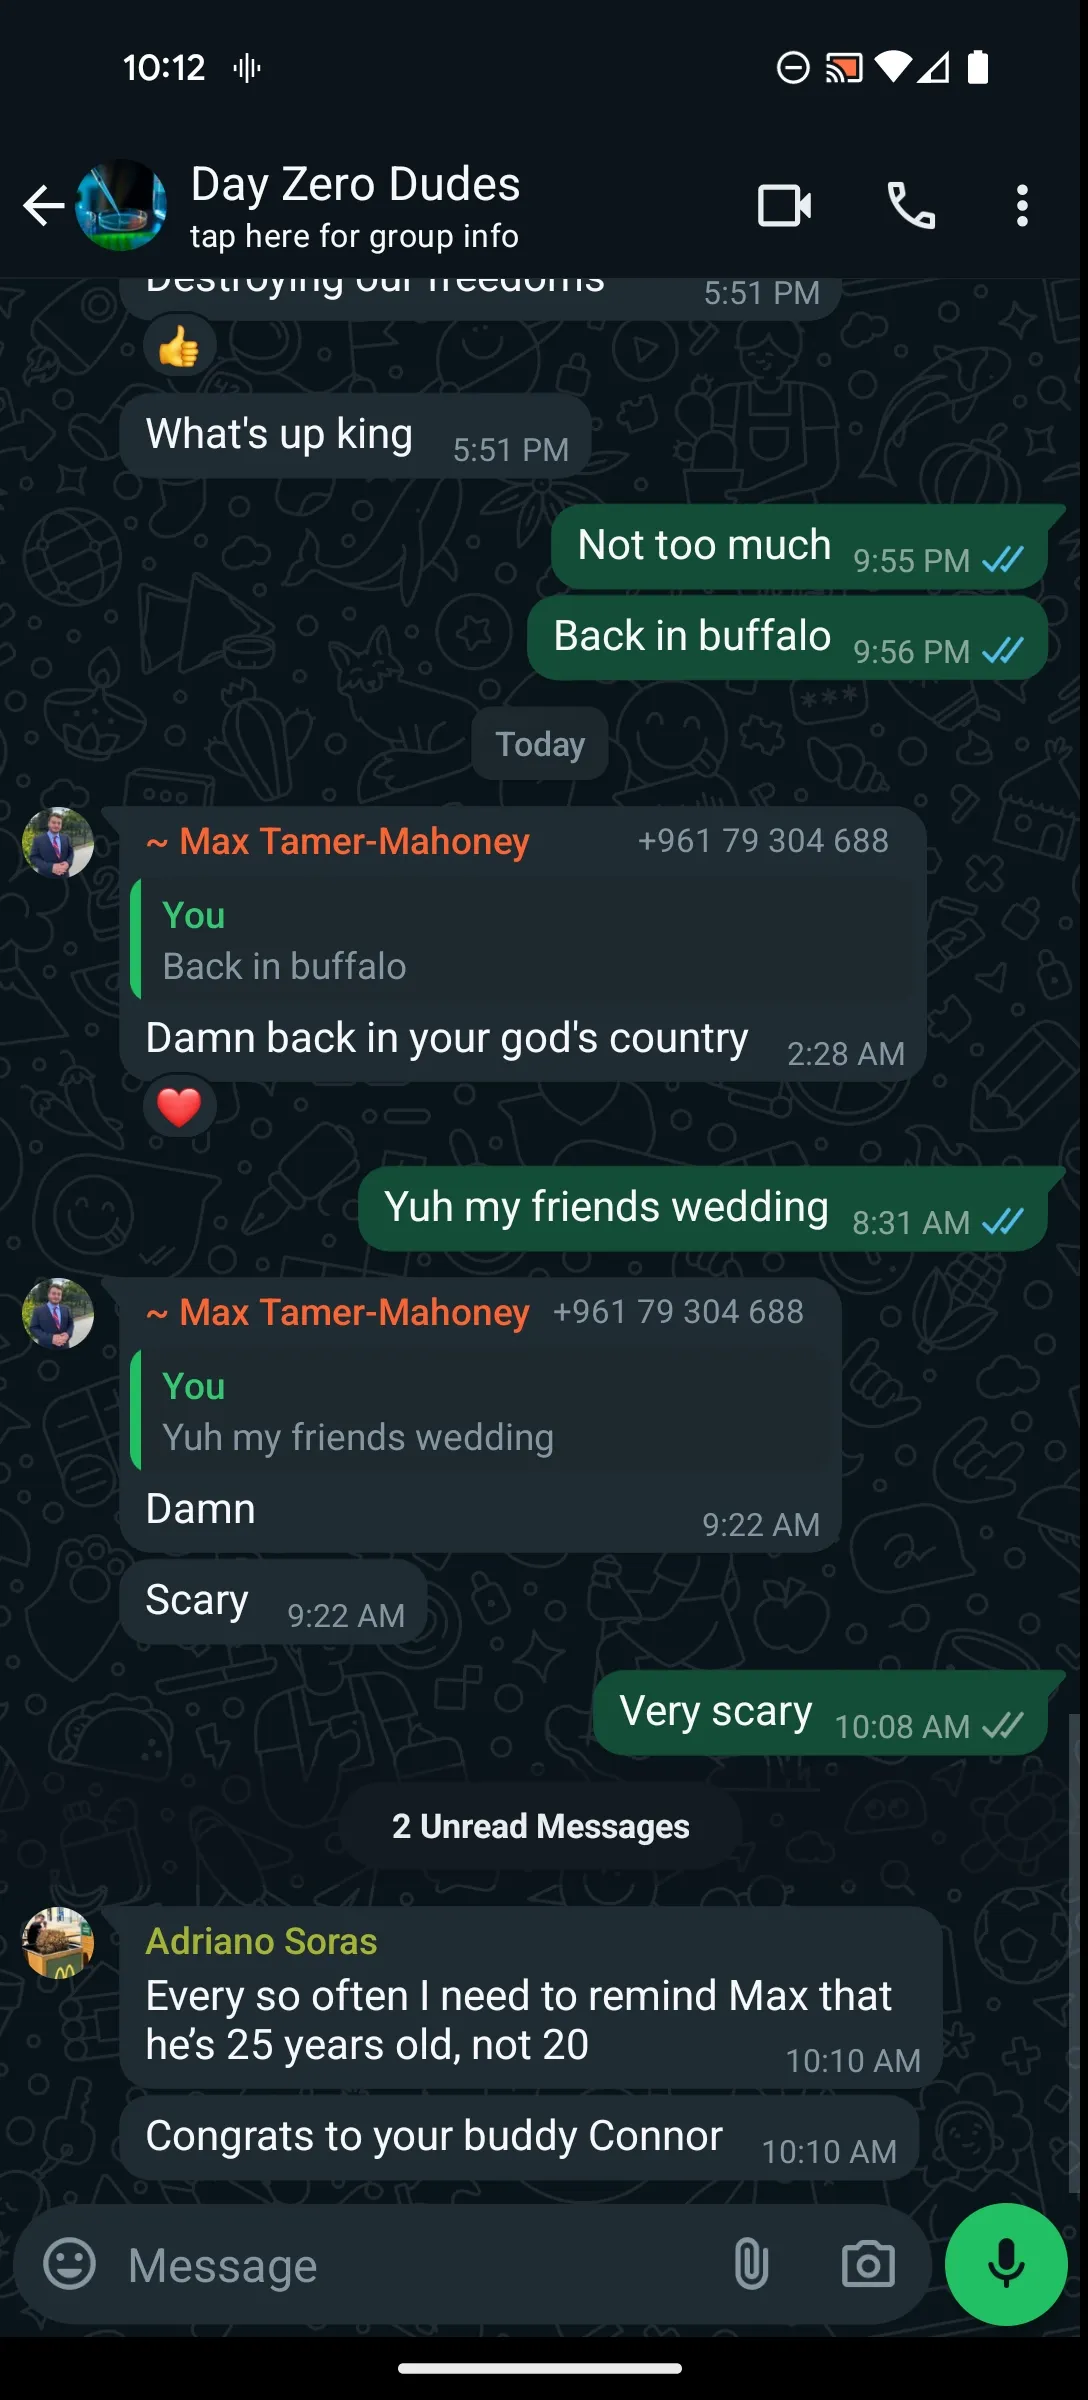 10:12
Day Zero Dudes
tap here for group info
Destroying our freedoms
5:51 PM
👍
What's up king 5:51 PM
Not too much 9:55 PM
Back in buffalo 9:56 PM
Today
~ Max Tamer-Mahoney +961 79 304 688
You
Back in buffalo
Damn back in your god's country 2:28 AM
❤️
Yuh my friends wedding 8:31 AM
~ Max Tamer-Mahoney +961 79 304 688
You
Yuh my friends wedding
Damn 9:22 AM
Scary 9:22 AM
Very scary 10:08 AM
2 Unread Messages
Adriano Soras
Every so often I need to remind Max that
he’s 25 years old, not 20
10:10 AM
Congrats to your buddy Connor 10:10 AM
Message